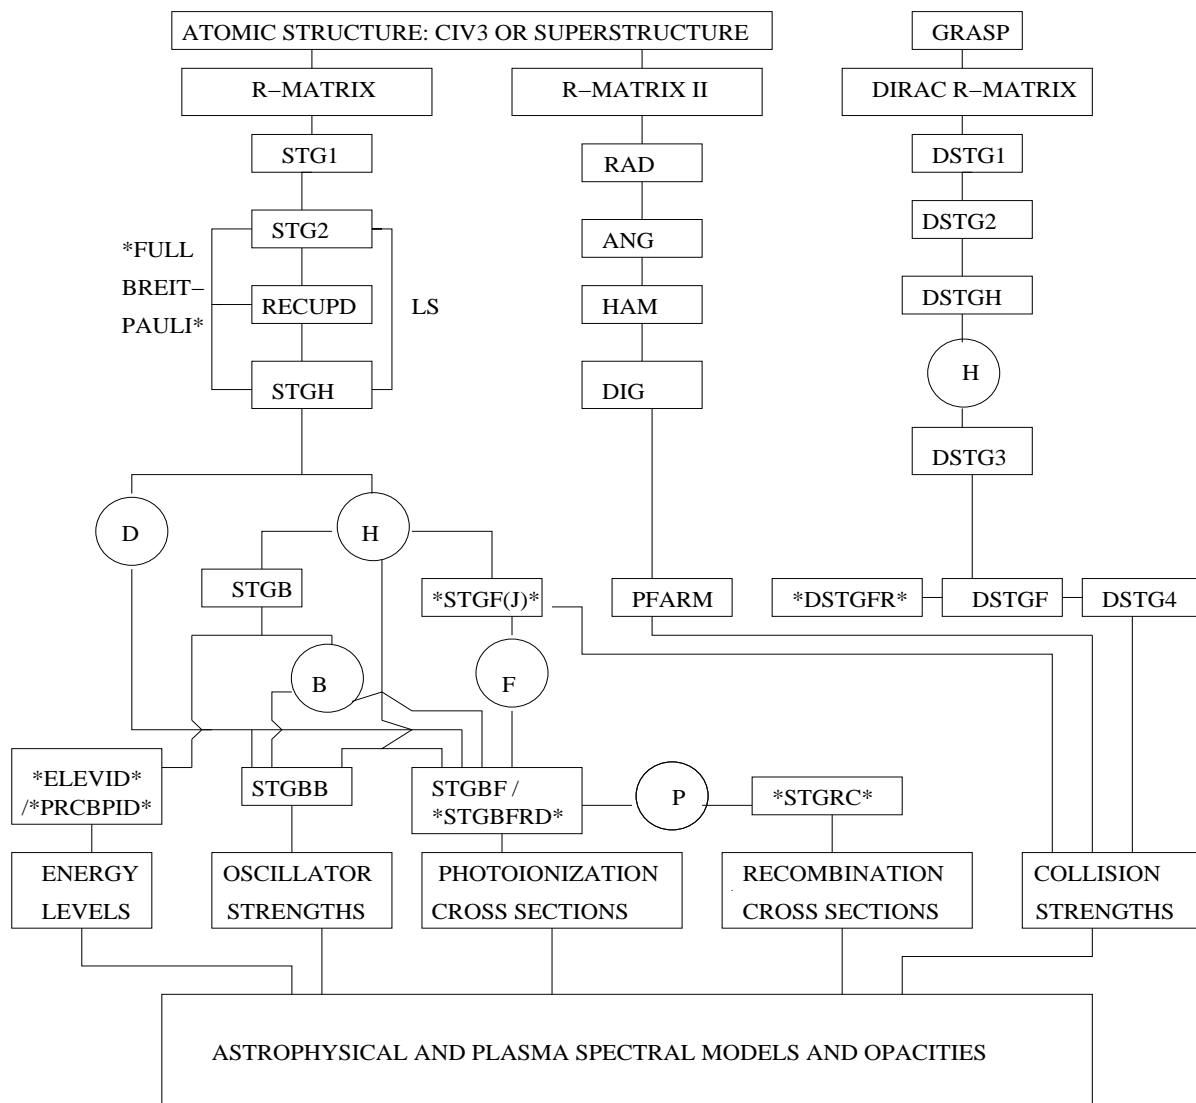 ATOMIC STRUCTURE: CIV3 OR SUPERSTRUCTURE
GRASP
R−MATRIX
R−MATRIX II
DIRAC R−MATRIX
STG1
RAD
DSTG1
STG2
ANG
DSTG2
*FULL
BREIT−
PAULI*
RECUPD
LS
HAM
DSTGH
STGH
DIG
H
DSTG3
D
H
STGB
*STGF(J)*
PFARM
*DSTGFR*
DSTGF
DSTG4
B
F
*ELEVID*
/*PRCBPID*
STGBB
STGBF /
*STGBFRD*
P
*STGRC*
ENERGY
LEVELS
OSCILLATOR
STRENGTHS
PHOTOIONIZATION
CROSS SECTIONS
RECOMBINATION
CROSS SECTIONS
COLLISION
STRENGTHS
ASTROPHYSICAL AND PLASMA SPECTRAL MODELS AND OPACITIES